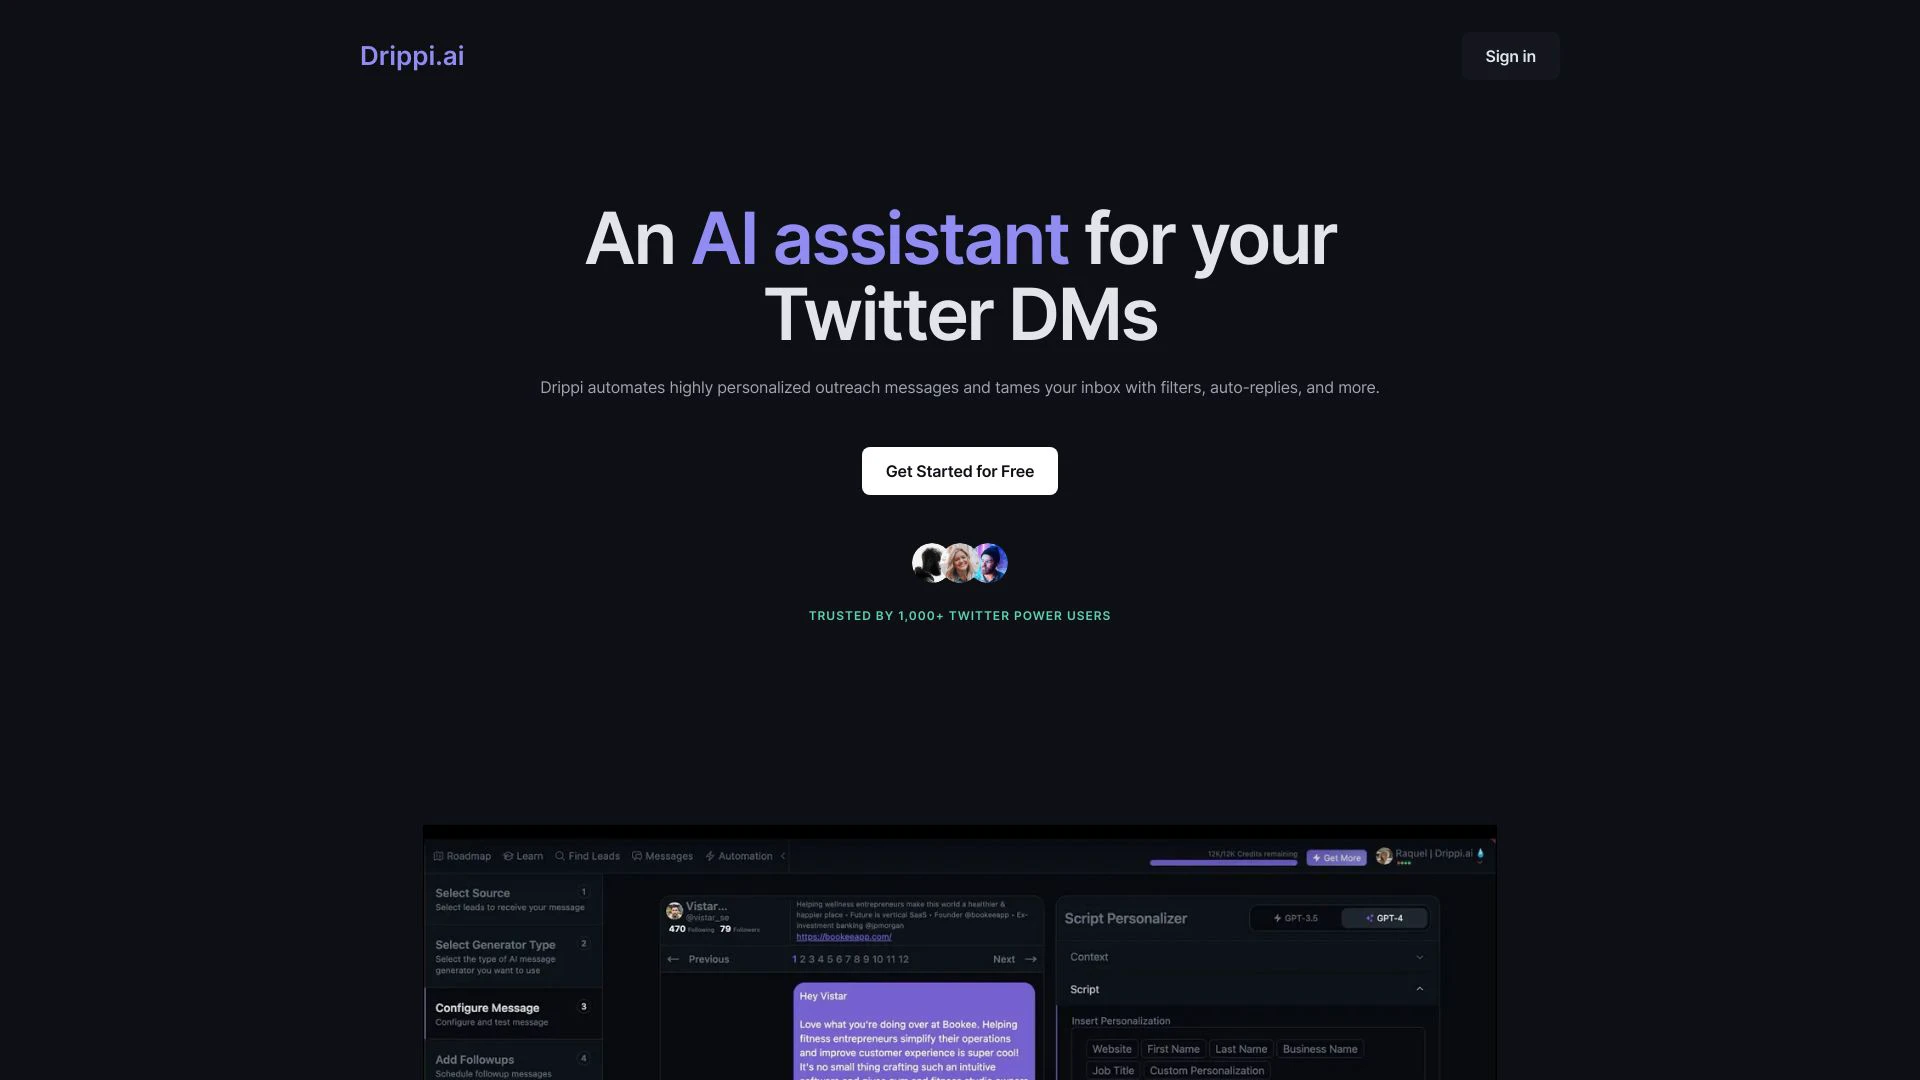 Drippi.ai
Sign in
An AI assistant for your
Twitter DMs
Drippi automates highly personalized outreach messages and tames your inbox with filters, auto-replies, and more.
Get Started for Free
TRUSTED BY 1,000+ TWITTER POWER USERS
Roadmap Learn Find Leads Messages Automation
12K/12K Credits remaining
Get More
Raquel | Drippi.ai
Select Source 1
Select leads to receive your message
Select Generator Type 2
Select the type of AI message
generator you want to use
Configure Message 3
Configure and test message
Add Followups 4
Schedule followup messages
Vistar...
@vistar_se
470 Following 79 Followers
Helping wellness entrepreneurs make this world a healthier &
happier place • Future is vertical SaaS • Founder @bookeeapp • Ex-
investment banking @jpmorgan
https://bookeeapp.com/
Previous
1 2 3 4 5 6 7 8 9 10 11 12
Next
Hey Vistar
Love what you're doing over at Bookee. Helping
fitness entrepreneurs simplify their operations
and improve customer experience is super cool!
It's no small thing crafting such an intuitive
Script Personalizer
GPT-3.5
GPT-4
Context
Script
Insert Personalization
Website First Name Last Name Business Name
Job Title Custom Personalization